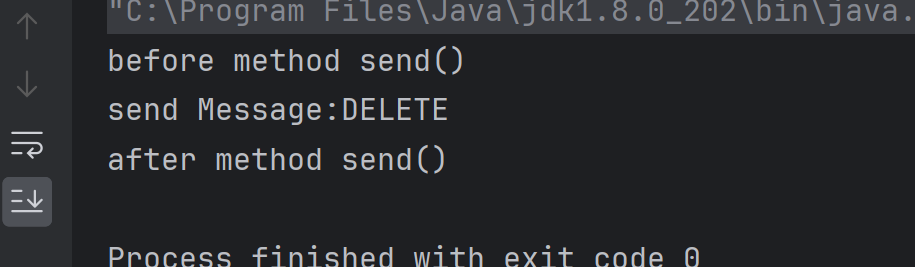 "C:\Program Files\Java\jdk1.8.0_202\bin\java.
before method send()
send Message:DELETE
after method send()
Process finished with exit code 0